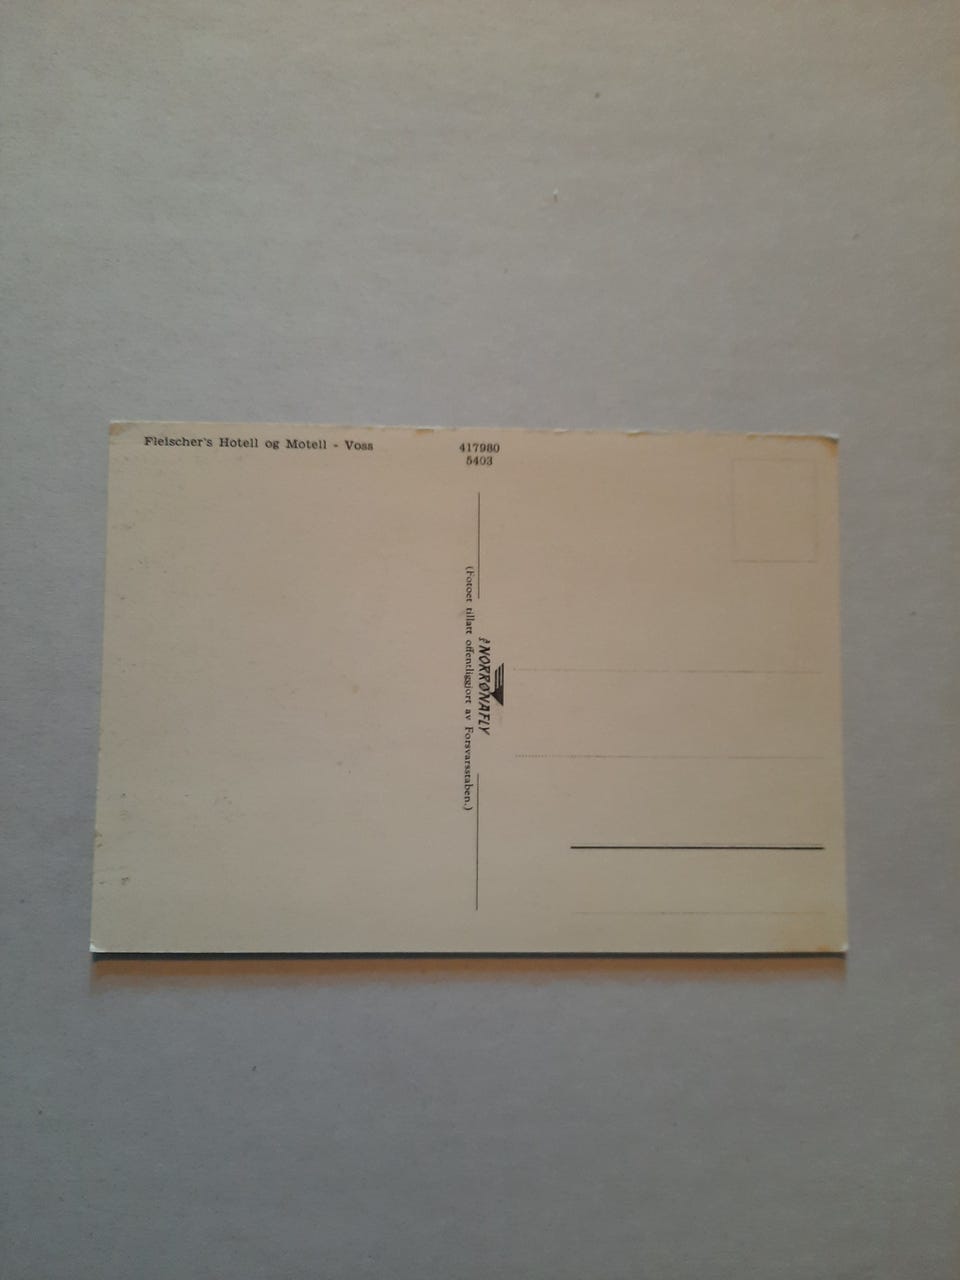 Fleischer's Hotell og Motell - Voss
417980
5403
A/S NORRØNAFLY
(Fotoet tillatt offentliggjort av Forsvarsstaben.)